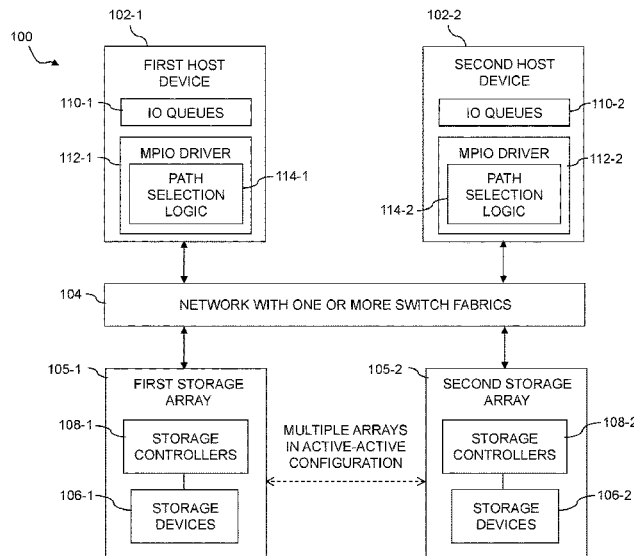 102-1
102-2
100
FIRST HOST
DEVICE
SECOND HOST
DEVICE
110-1
IO QUEUES
IO QUEUES
110-2
112-1
MPIO DRIVER
MPIO DRIVER
112-2
PATH
SELECTION
LOGIC
114-1
114-2
PATH
SELECTION
LOGIC
104
NETWORK WITH ONE OR MORE SWITCH FABRICS
105-1
105-2
FIRST STORAGE
ARRAY
SECOND STORAGE
ARRAY
108-1
STORAGE
CONTROLLERS
MULTIPLE ARRAYS
IN ACTIVE-ACTIVE
CONFIGURATION
STORAGE
CONTROLLERS
108-2
106-1
STORAGE
DEVICES
STORAGE
DEVICES
106-2